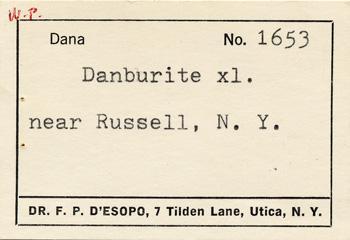 W.P.
Dana No. 1653
Danburite xl.
near Russell, N. Y.
DR. F. P. D'ESOPO, 7 Tilden Lane, Utica, N. Y.